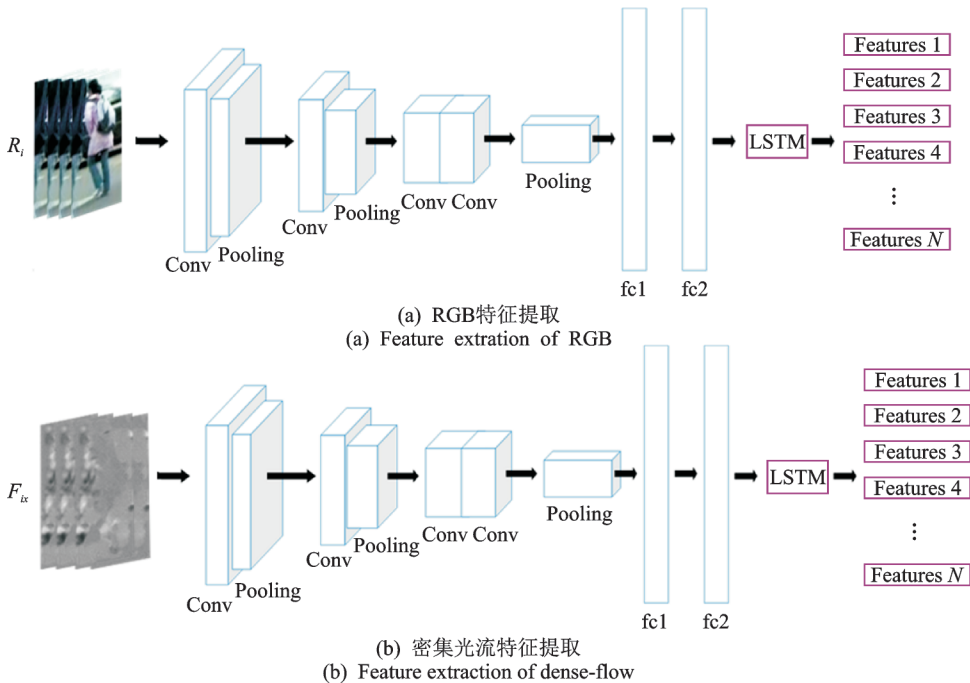 R_i
Conv
Pooling
Conv
Pooling
Conv Conv
Pooling
fc1
fc2
LSTM
Features 1
Features 2
Features 3
Features 4
⋮
Features N
(a) RGB特征提取
(a) Feature extration of RGB
F_ix
Conv
Pooling
Conv
Pooling
Conv Conv
Pooling
fc1
fc2
LSTM
Features 1
Features 2
Features 3
Features 4
⋮
Features N
(b) 密集光流特征提取
(b) Feature extraction of dense-flow